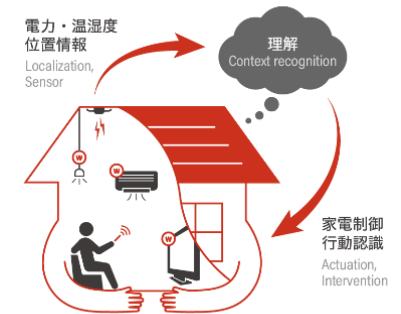 電力・温湿度
位置情報
Localization,
Sensor
理解
Context recognition
W
W
W
家電制御
行動認識
Actuation,
Intervention